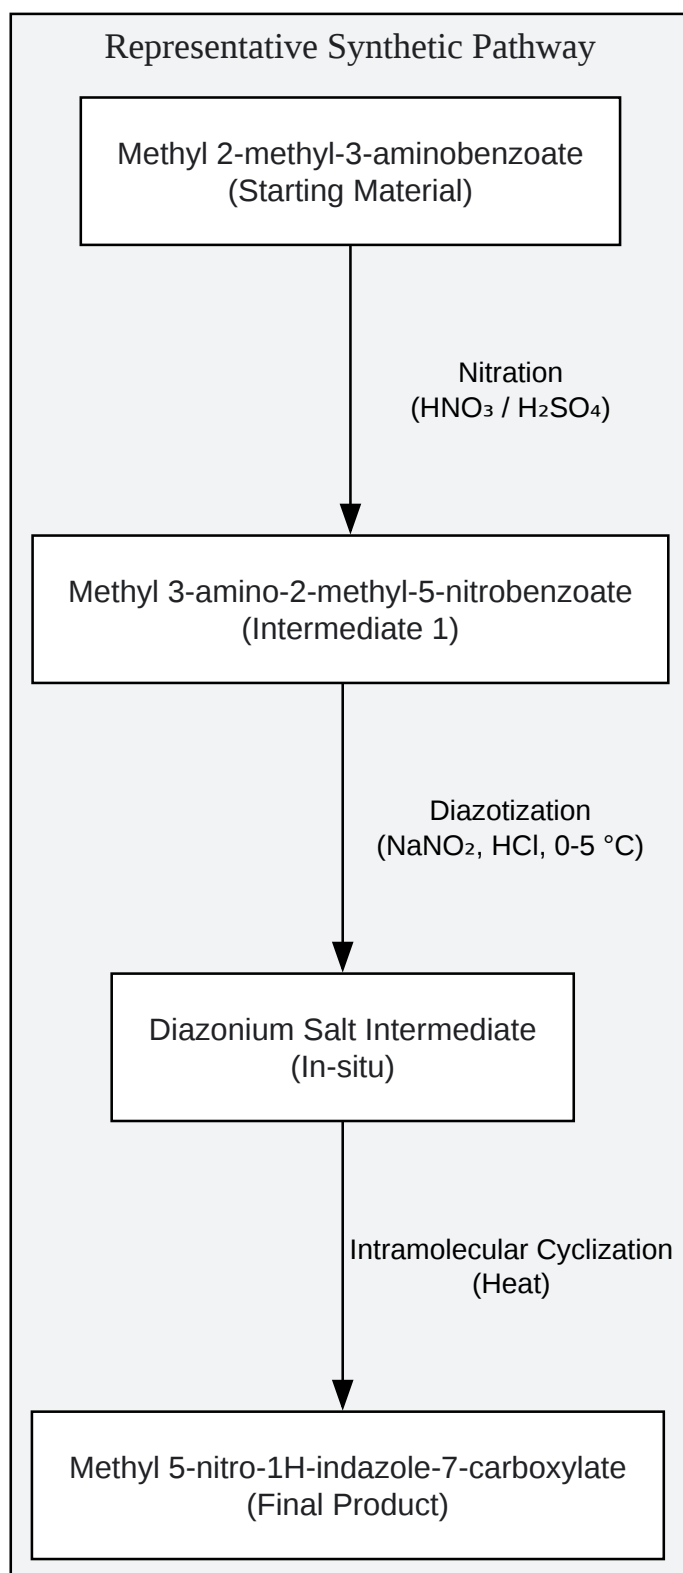 Representative Synthetic Pathway
Methyl 2-methyl-3-aminobenzoate
(Starting Material)
Nitration
(HNO₃ / H₂SO₄)
Methyl 3-amino-2-methyl-5-nitrobenzoate
(Intermediate 1)
Diazotization
(NaNO₂, HCl, 0-5 °C)
Diazonium Salt Intermediate
(In-situ)
Intramolecular Cyclization
(Heat)
Methyl 5-nitro-1H-indazole-7-carboxylate
(Final Product)